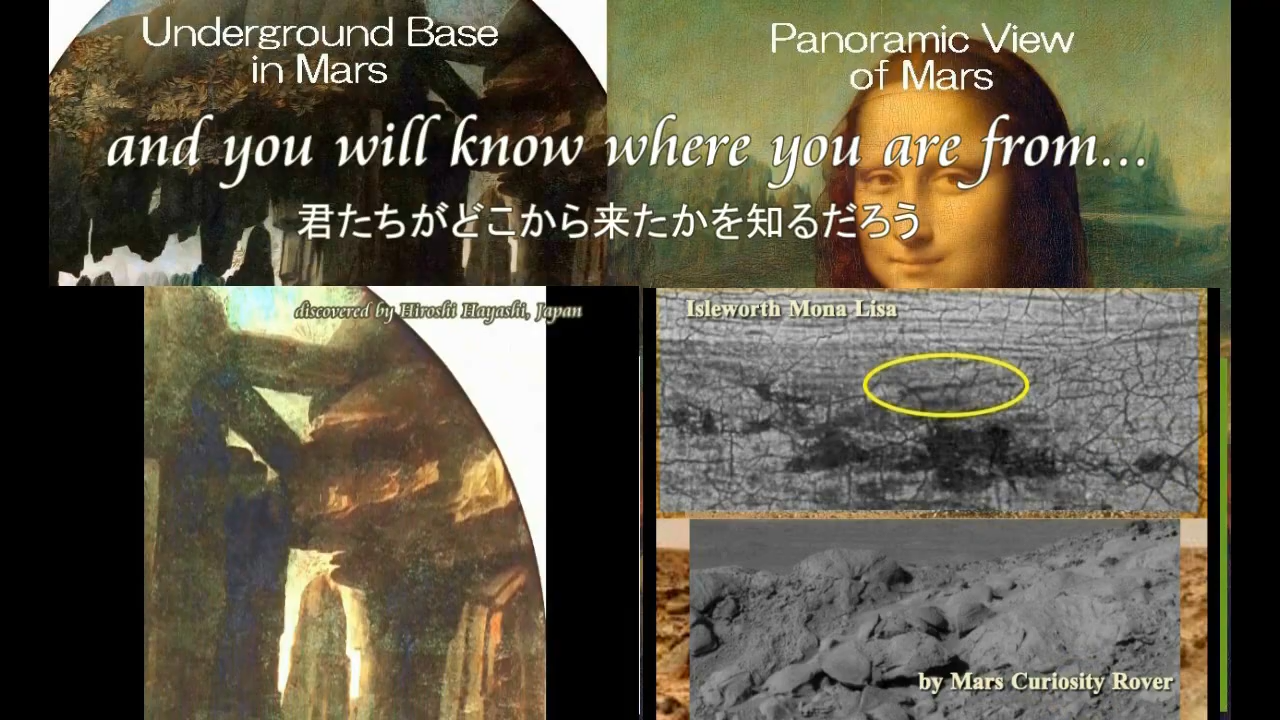 Underground Base
in Mars
Panoramic View
of Mars
and you will know where you are from...
君たちがどこから来たかを知るだろう
discovered by Hiroshi Hayashi, Japan
Isleworth Mona Lisa
by Mars Curiosity Rover